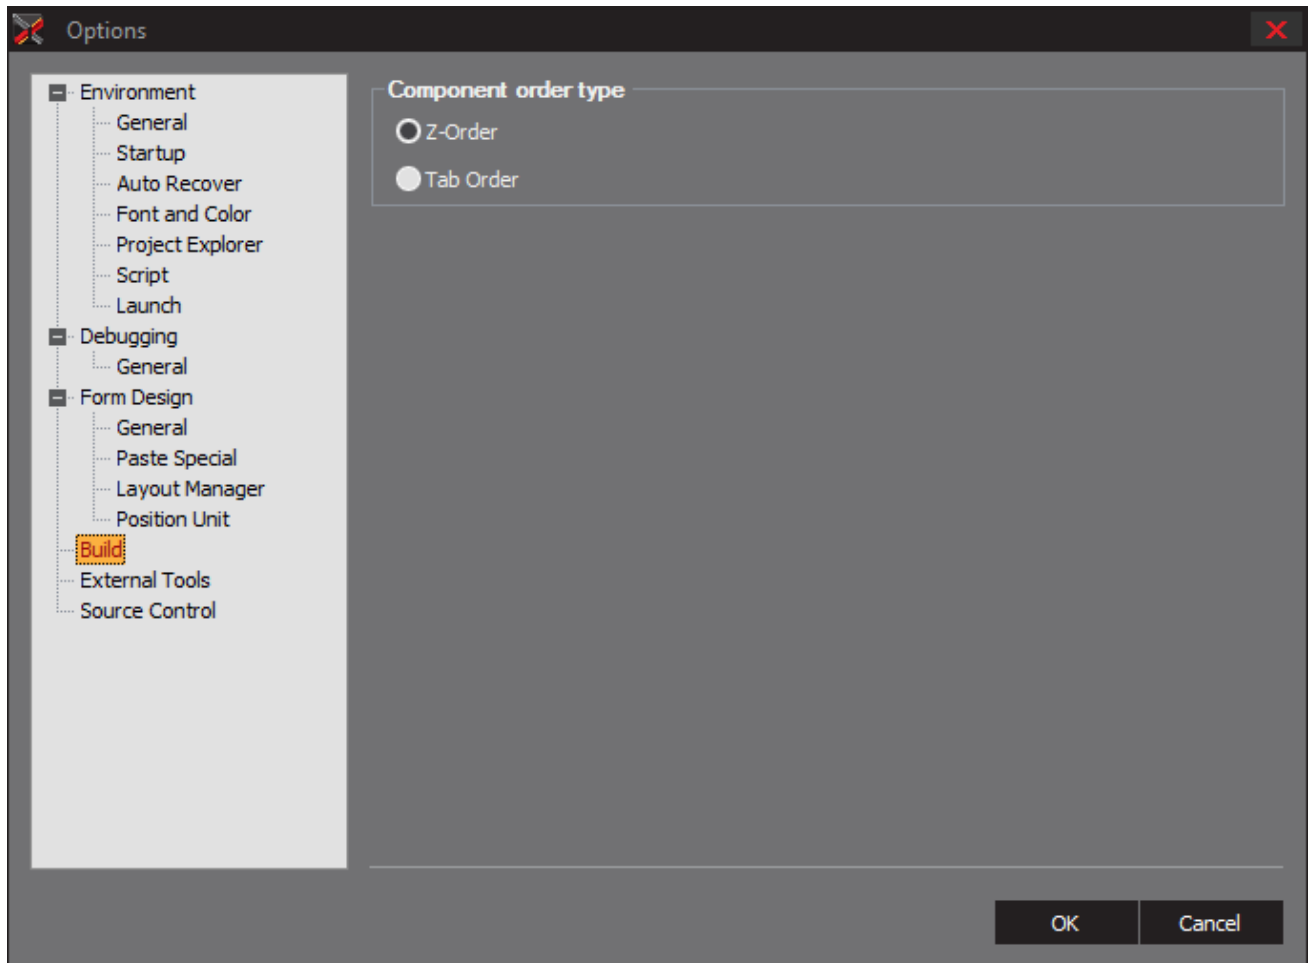 Options
Environment
General
Startup
Auto Recover
Font and Color
Project Explorer
Script
Launch
Debugging
General
Form Design
General
Paste Special
Layout Manager
Position Unit
Build
External Tools
Source Control
Component order type
Z-Order
Tab Order
OK
Cancel